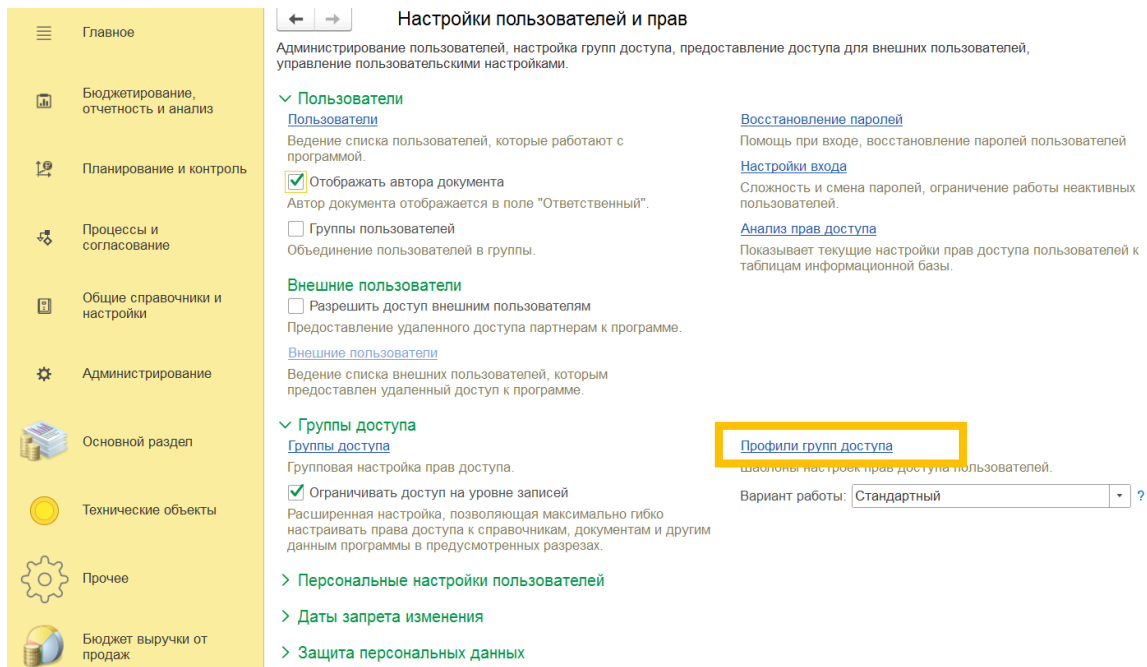 Главное
Бюджетирование,
отчетность и анализ
Планирование и контроль
Процессы и
согласование
Общие справочники и
настройки
Администрирование
Основной раздел
Технические объекты
Прочее
Бюджет выручки от
продаж
Настройки пользователей и прав
Администрирование пользователей, настройка групп доступа, предоставление доступа для внешних пользователей,
управление пользовательскими настройками.
Пользователи
Пользователи
Ведение списка пользователей, которые работают с
программой.
Отображать автора документа
Автор документа отображается в поле "Ответственный".
Группы пользователей
Объединение пользователей в группы.
Восстановление паролей
Помощь при входе, восстановление паролей пользователей
Настройки входа
Сложность и смена паролей, ограничение работы неактивных
пользователей.
Анализ прав доступа
Показывает текущие настройки прав доступа пользователей к
таблицам информационной базы.
Внешние пользователи
Разрешить доступ внешним пользователям
Предоставление удаленного доступа партнерам к программе.
Внешние пользователи
Ведение списка внешних пользователей, которым
предоставлен удаленный доступ к программе.
Группы доступа
Группы доступа
Групповая настройка прав доступа.
Ограничивать доступ на уровне записей
Расширенная настройка, позволяющая максимально гибко
настраивать права доступа к справочникам, документам и другим
данным программы в предусмотренных разрезах.
Профили групп доступа
Шаблоны настроек прав доступа пользователей.
Вариант работы: Стандартный ?
Персональные настройки пользователей
Даты запрета изменения
Защита персональных данных